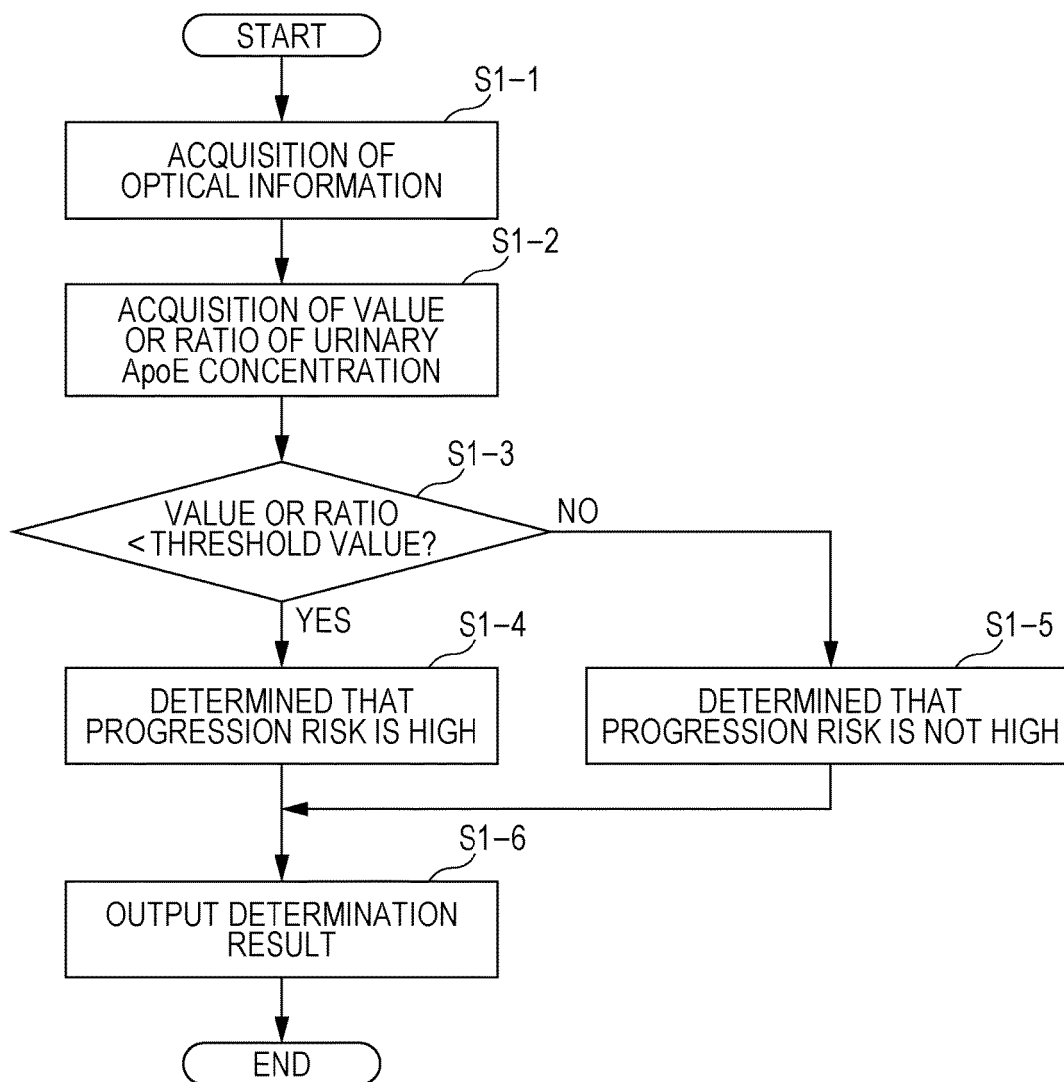 START
S1-1
ACQUISITION OF
OPTICAL INFORMATION
S1-2
ACQUISITION OF VALUE
OR RATIO OF URINARY
ApoE CONCENTRATION
S1-3
VALUE OR RATIO
< THRESHOLD VALUE?
NO
YES
S1-4
DETERMINED THAT
PROGRESSION RISK IS HIGH
S1-5
DETERMINED THAT
PROGRESSION RISK IS NOT HIGH
S1-6
OUTPUT DETERMINATION
RESULT
END